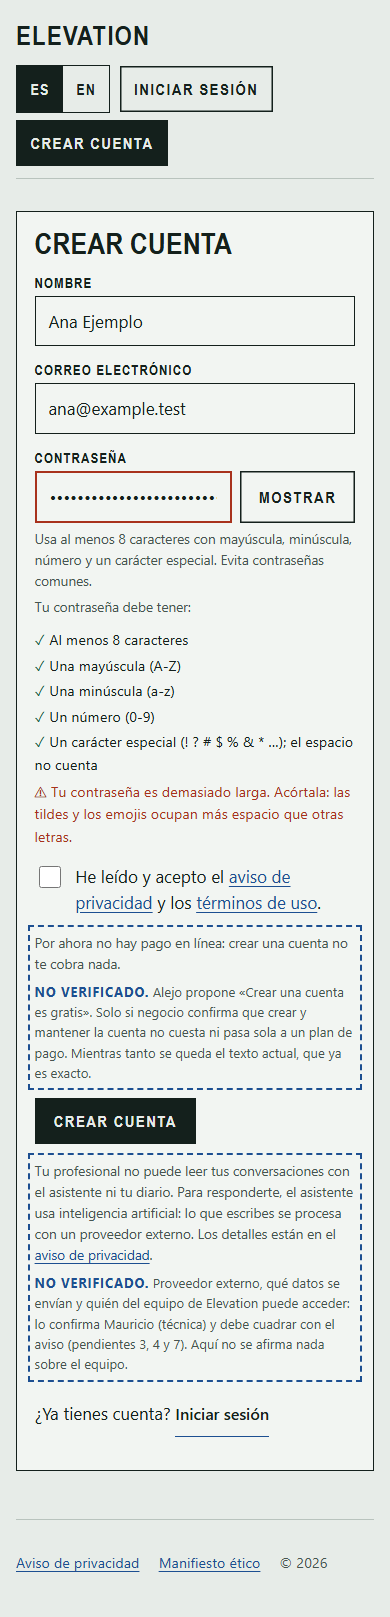 ELEVATION
ES EN INICIAR SESIÓN
CREAR CUENTA
CREAR CUENTA
NOMBRE
Ana Ejemplo
CORREO ELECTRÓNICO
ana@example.test
CONTRASEÑA
MOSTRAR
Usa al menos 8 caracteres con mayúscula, minúscula,
número y un carácter especial. Evita contraseñas
comunes.
Tu contraseña debe tener:
✓ Al menos 8 caracteres
✓ Una mayúscula (A-Z)
✓ Una minúscula (a-z)
✓ Un número (0-9)
✓ Un carácter especial (! ? # $ % & * …); el espacio
no cuenta
⚠ Tu contraseña es demasiado larga. Acórtala: las
tildes y los emojis ocupan más espacio que otras
letras.
He leído y acepto el aviso de
privacidad y los términos de uso.
Por ahora no hay pago en línea: crear una cuenta no
te cobra nada.
NO VERIFICADO. Alejo propone «Crear una cuenta
es gratis». Solo si negocio confirma que crear y
mantener la cuenta no cuesta ni pasa sola a un plan de
pago. Mientras tanto se queda el texto actual, que ya
es exacto.
CREAR CUENTA
Tu profesional no puede leer tus conversaciones con
el asistente ni tu diario. Para responderte, el asistente
usa inteligencia artificial: lo que escribes se procesa
con un proveedor externo. Los detalles están en el
aviso de privacidad.
NO VERIFICADO. Proveedor externo, qué datos se
envían y quién del equipo de Elevation puede acceder:
lo confirma Mauricio (técnica) y debe cuadrar con el
aviso (pendientes 3, 4 y 7). Aquí no se afirma nada
sobre el equipo.
¿Ya tienes cuenta? Iniciar sesión
Aviso de privacidad Manifiesto ético © 2026